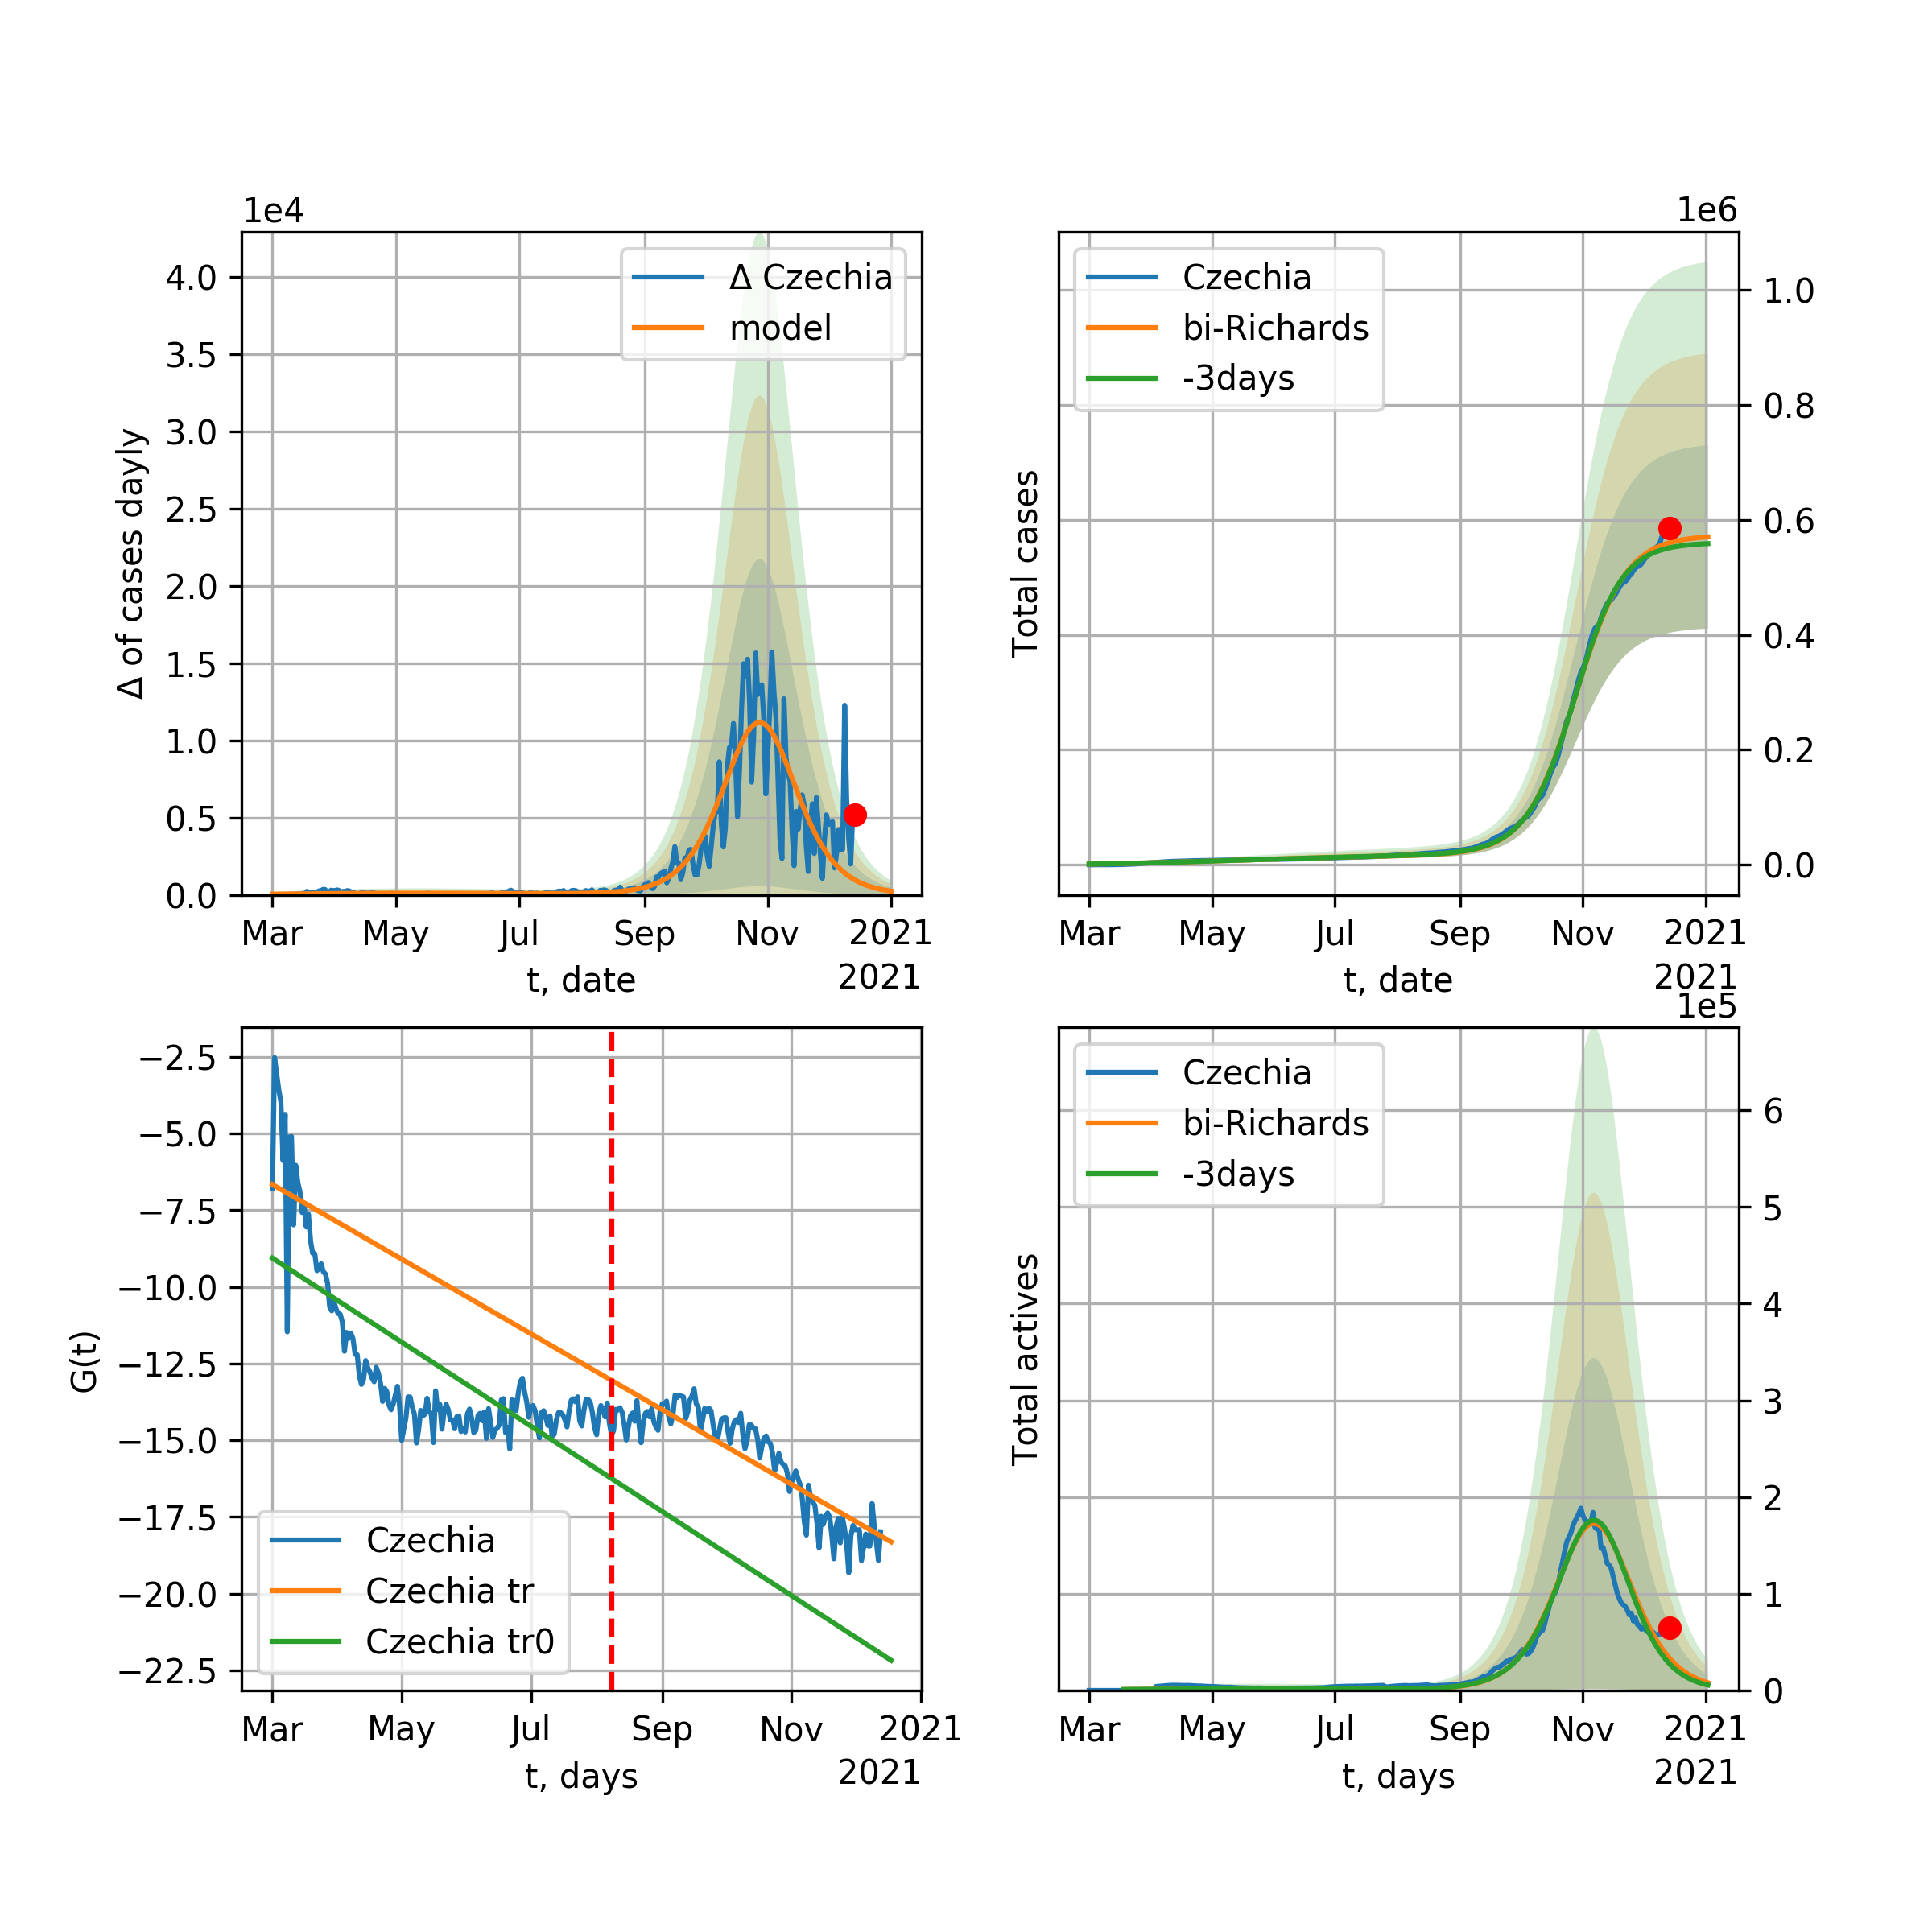 1e4
Δ of cases dayly
4.0
3.5
3.0
2.5
2.0
1.5
1.0
0.5
0.0
Δ Czechia
model
Mar May Jul Sep Nov 2021
t, date
2021
1e6
Total cases
Czechia
bi-Richards
-3days
1.0
0.8
0.6
0.4
0.2
0.0
Mar May Jul Sep Nov 2021
t, date
2021
G(t)
−2.5
−5.0
−7.5
−10.0
−12.5
−15.0
−17.5
−20.0
−22.5
Czechia
Czechia tr
Czechia tr0
Mar May Jul Sep Nov 2021
t, days
2021
1e5
Total actives
Czechia
bi-Richards
-3days
6
5
4
3
2
1
0
Mar May Jul Sep Nov 2021
t, days
2021